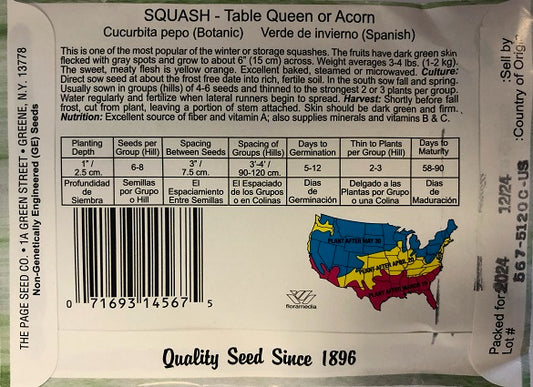 SQUASH - Table Queen or Acorn
Cucurbita pepo (Botanic) Verde de invierno (Spanish)
This is one of the most popular of the winter or storage squashes. The fruits have dark green skin
flecked with gray spots and grow to about 6" (15 cm) across. Weight averages 3-4 lbs. (1-2 kg).
The sweet, meaty flesh is yellow orange. Excellent baked, steamed or microwaved. Culture:
Direct sow seed at about the frost free date into rich, fertile soil. In the south sow fall and spring.
Usually sown in groups (hills) of 4-6 seeds and thinned to the strongest 2 or 3 plants per group.
Water regularly and fertilize when lateral runners begin to spread. Harvest: Shortly before fall
frost, cut from plant, leaving a portion of stem attached. Skin should be dark green and firm.
Nutrition: Excellent source of fiber and vitamin A; also supplies minerals and vitamins B & C.
Planting Depth Seeds per Group (Hill) Spacing Between Seeds Spacing of Groups (Hills) Days to Germination Thin to Plants per Group (Hill) Days to Maturity
1" / 2.5 cm. 6-8 3" / 7.5 cm. 3'-4' / 90-120 cm. 5-12 2-3 58-90
Profundidad de Siembra Semillas por Grupo o Hill El Espaciamiento Entre Semillas El Espaciado de los Grupos o en Colinas Dias de Germinación Delgado a las Plantas por Grupo o una Colina Dias de Maduración
0 71693 14567 5
floramedia
PLANT AFTER MAY 30
PLANT AFTER APRIL
PLANT AFTER MARCH
Quality Seed Since 1896
THE PAGE SEED CO. • 1A GREEN STREET • GREENE, N.Y. 13778
Non-Genetically Engineered (GE) Seeds
:Sell by
:Country of Origin
12/24
567-5120 C-US
Packed for 2024
Lot #